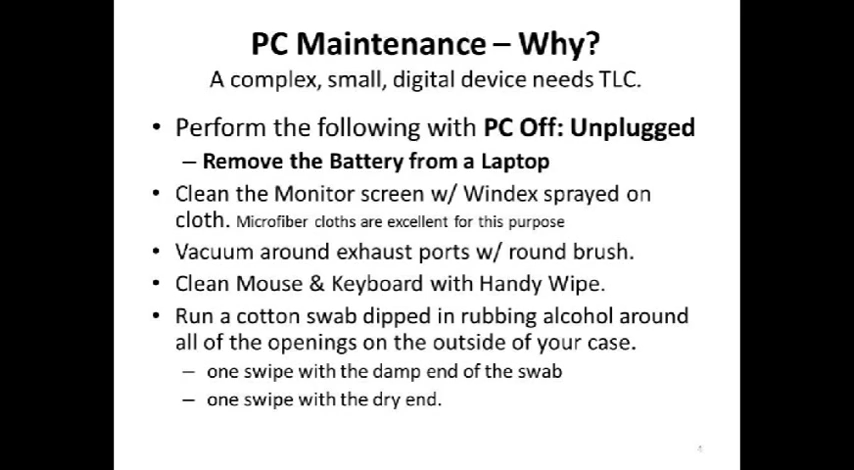 PC Maintenance – Why?
A complex, small, digital device needs TLC.
• Perform the following with PC Off: Unplugged
– Remove the Battery from a Laptop
• Clean the Monitor screen w/ Windex sprayed on
cloth. Microfiber cloths are excellent for this purpose
• Vacuum around exhaust ports w/ round brush.
• Clean Mouse & Keyboard with Handy Wipe.
• Run a cotton swab dipped in rubbing alcohol around
all of the openings on the outside of your case.
– one swipe with the damp end of the swab
– one swipe with the dry end.